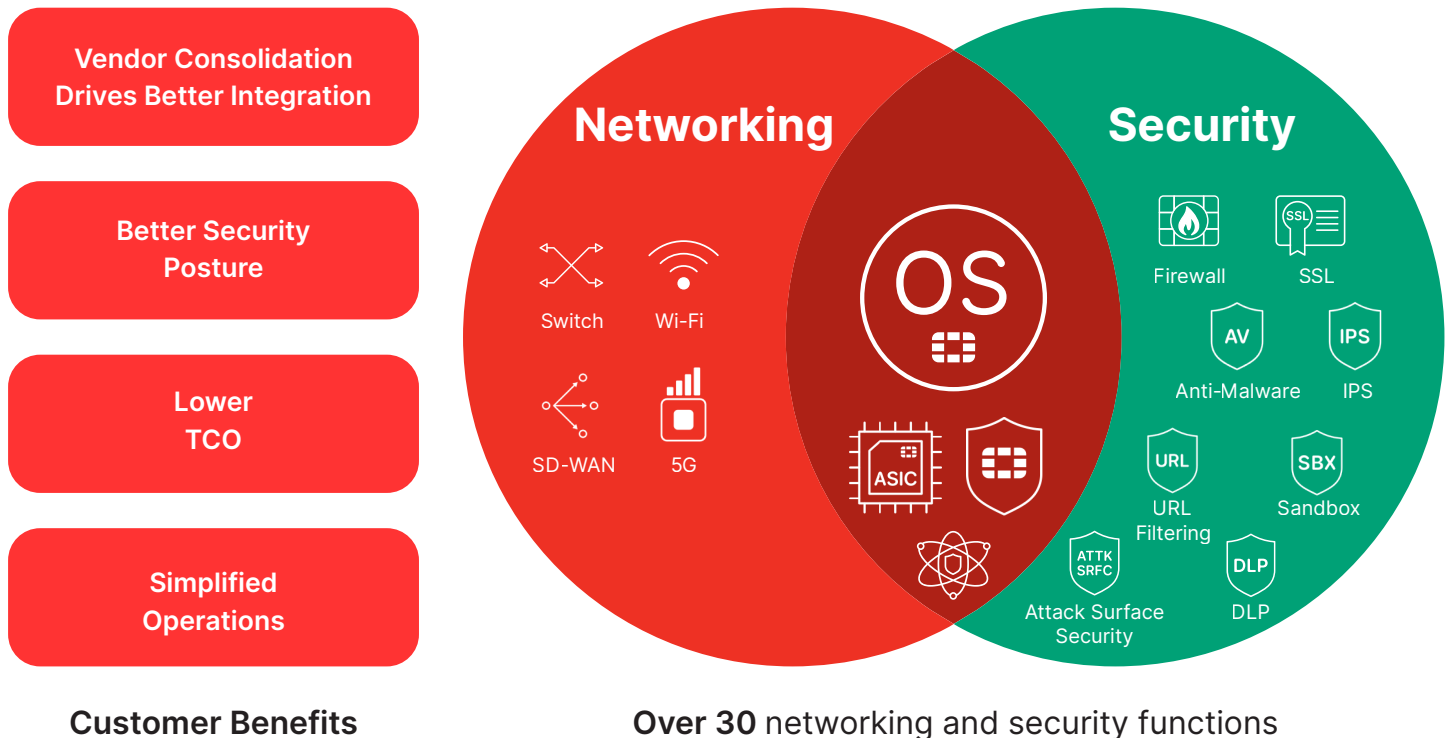 Vendor Consolidation
Drives Better Integration
Better Security
Posture
Lower
TCO
Simplified
Operations
Customer Benefits
Networking
Switch
Wi-Fi
SD-WAN
5G
OS
ASIC
Security
Firewall
SSL
SSL
AV
Anti-Malware
IPS
IPS
URL
URL
Filtering
SBX
Sandbox
ATTK
SRFC
Attack Surface
Security
DLP
DLP
Over 30 networking and security functions